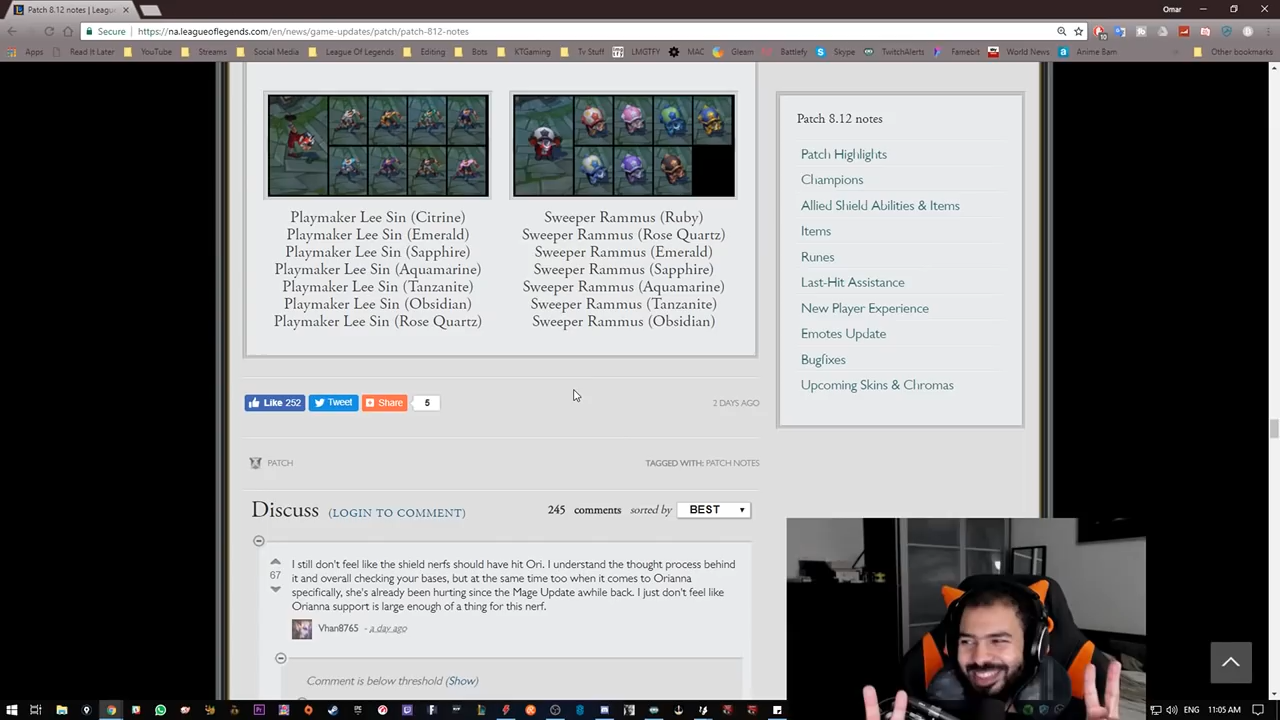 Patch 8.12 notes | Leagu
Omar
Secure
https://na.leagueoflegends.com/en/news/game-updates/patch/patch-812-notes
Apps
Read It Later
YouTube
Streams
Social Media
League Of Legends
Editing
Bots
KTGaming
Tv Stuff
LMGTFY
MAC
Gleam
Battlefy
Skype
TwitchAlerts
Famebit
World News
Anime Bam
Other bookmarks
Playmaker Lee Sin (Citrine)
Playmaker Lee Sin (Emerald)
Playmaker Lee Sin (Sapphire)
Playmaker Lee Sin (Aquamarine)
Playmaker Lee Sin (Tanzanite)
Playmaker Lee Sin (Obsidian)
Playmaker Lee Sin (Rose Quartz)
Sweeper Rammus (Ruby)
Sweeper Rammus (Rose Quartz)
Sweeper Rammus (Emerald)
Sweeper Rammus (Sapphire)
Sweeper Rammus (Aquamarine)
Sweeper Rammus (Tanzanite)
Sweeper Rammus (Obsidian)
Patch 8.12 notes
Patch Highlights
Champions
Allied Shield Abilities & Items
Items
Runes
Last-Hit Assistance
New Player Experience
Emotes Update
Bugfixes
Upcoming Skins & Chromas
Like 252
Tweet
Share
5
2 DAYS AGO
PATCH
TAGGED WITH: PATCH NOTES
Discuss (LOGIN TO COMMENT)
245 comments sorted by BEST
67
I still don't feel like the shield nerfs should have hit Ori. I understand the thought process behind
it and overall checking your bases, but at the same time too when it comes to Orianna
specifically, she's already been hurting since the Mage Update awhile back. I just don't feel like
Orianna support is large enough of a thing for this nerf.
Vhan8765 - a day ago
Comment is below threshold (Show)
ENG
11:05 AM